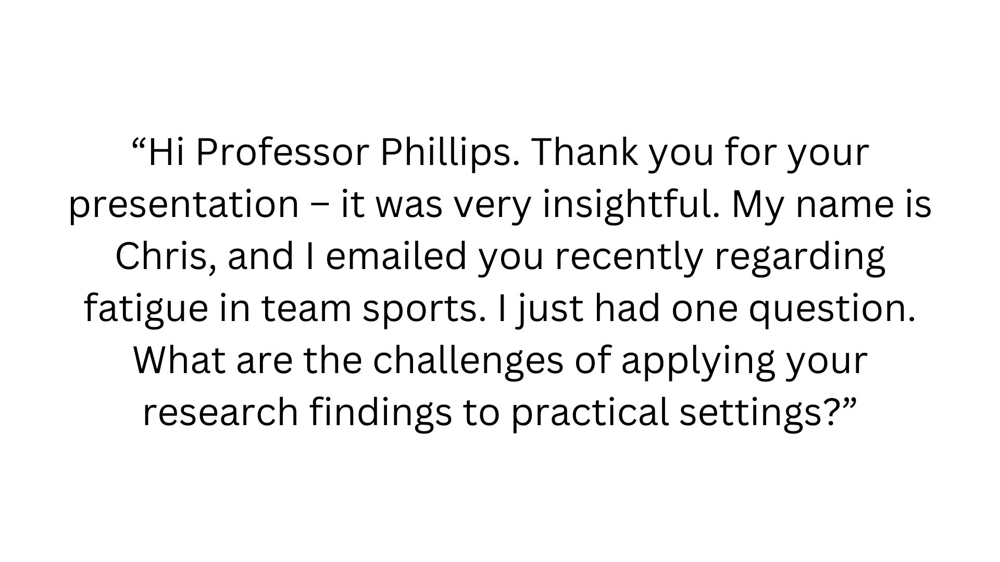 “Hi Professor Phillips. Thank you for your
presentation – it was very insightful. My name is
Chris, and I emailed you recently regarding
fatigue in team sports. I just had one question.
What are the challenges of applying your
research findings to practical settings?”